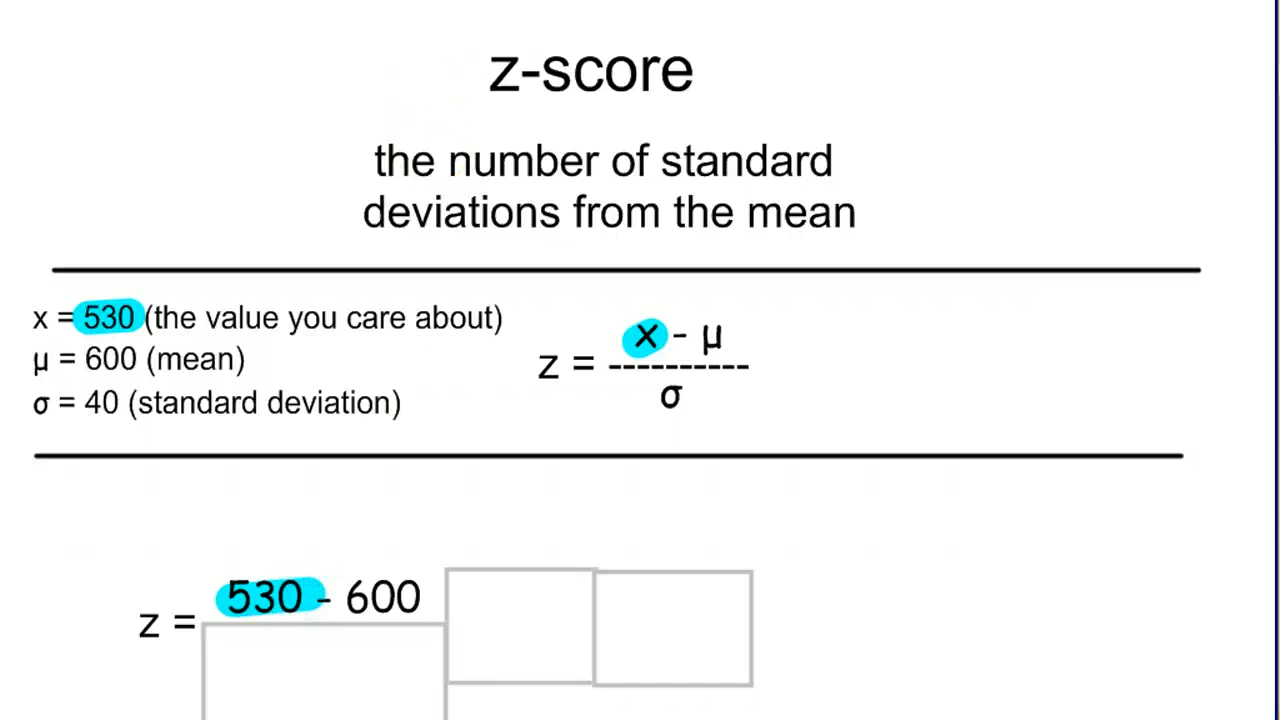 z-score
the number of standard
deviations from the mean
x = 530 (the value you care about)
μ = 600 (mean)
σ = 40 (standard deviation)
x - μ
z = ----------
σ
530 - 600
z =